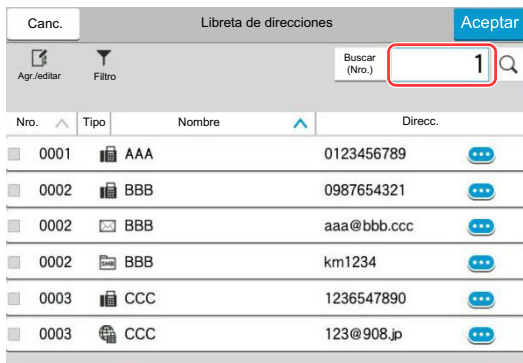 Canc. Libreta de direcciones Aceptar
Agr./editar Filtro Buscar (Nro.) 1
Nro. Tipo Nombre Direcc.
0001 AAA 0123456789
0002 BBB 0987654321
0002 BBB aaa@bbb.ccc
0002 SMB BBB km1234
0003 CCC 1236547890
0003 CCC 123@908.jp